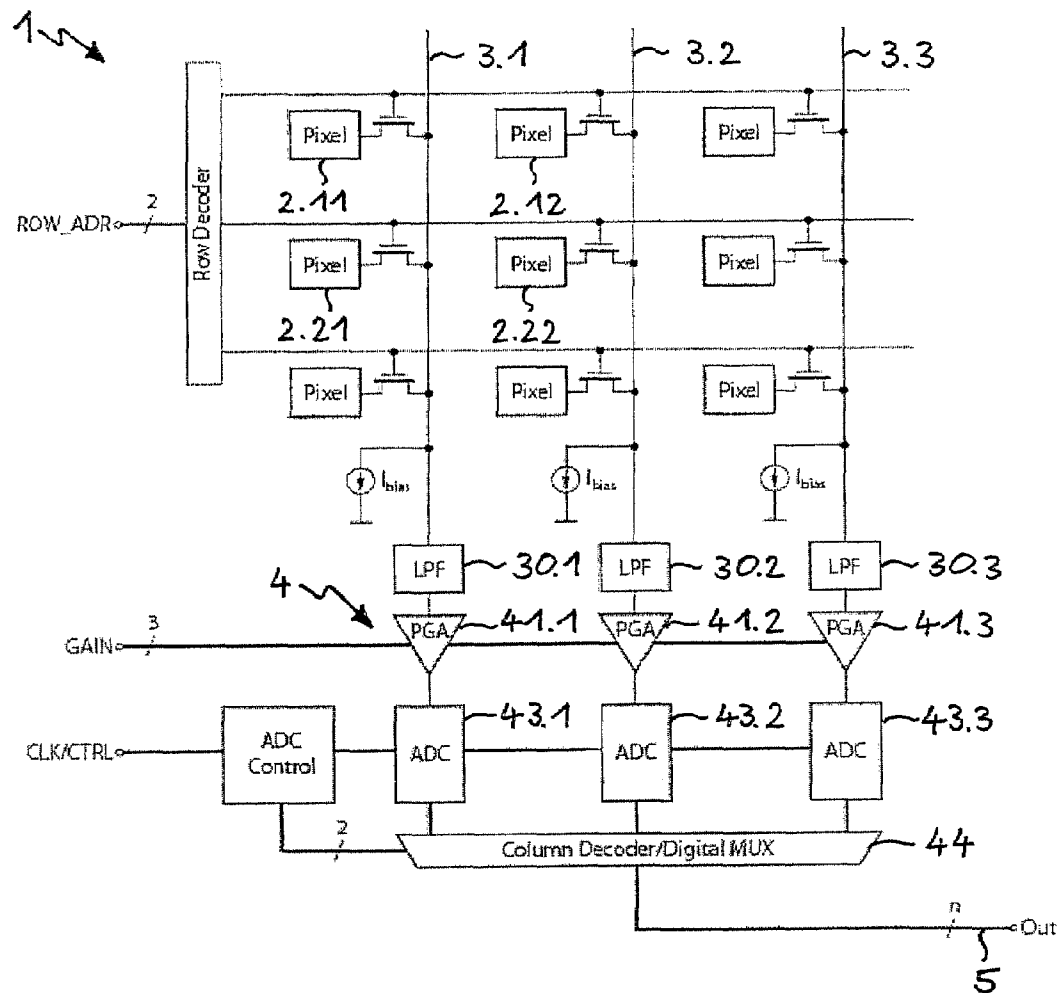 1
3.1 3.2 3.3
Row Decoder
Pixel Pixel Pixel
2.11 2.12
ROW_ADR 2
Pixel Pixel Pixel
2.21 2.22
Pixel Pixel Pixel
Ibias Ibias Ibias
LPF 30.1 LPF 30.2 LPF 30.3
4
PGA 41.1 PGA 41.2 PGA 41.3
GAIN 3
43.1 43.2 43.3
CLK/CTRL ADC Control ADC ADC ADC
2
Column Decoder/Digital MUX 44
n Out
5